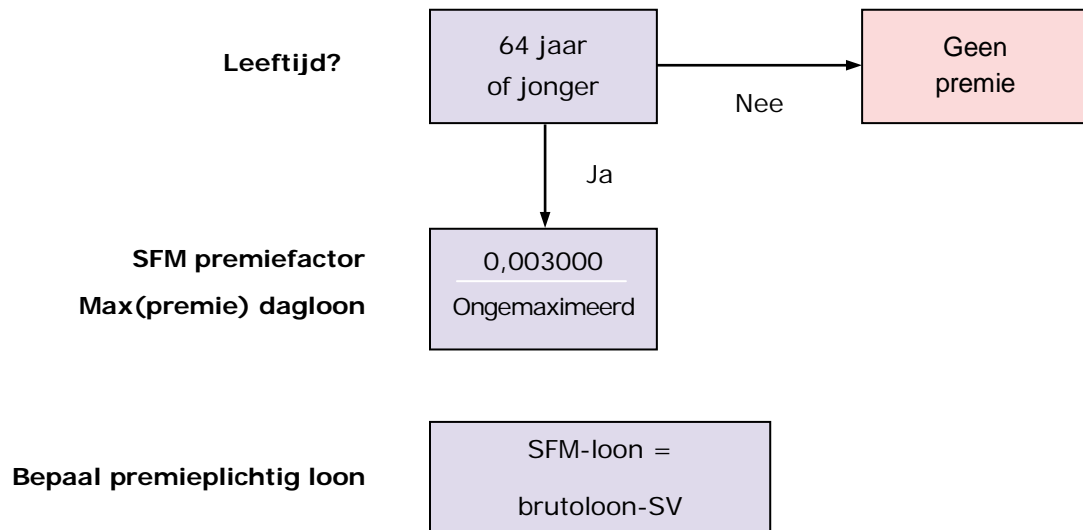 Leeftijd?
64 jaar
of jonger
Nee
Geen
premie
Ja
SFM premiefactor
Max(premie) dagloon
0,003000
Ongemaximeerd
Bepaal premieplichtig loon
SFM-loon =
brutoloon-SV